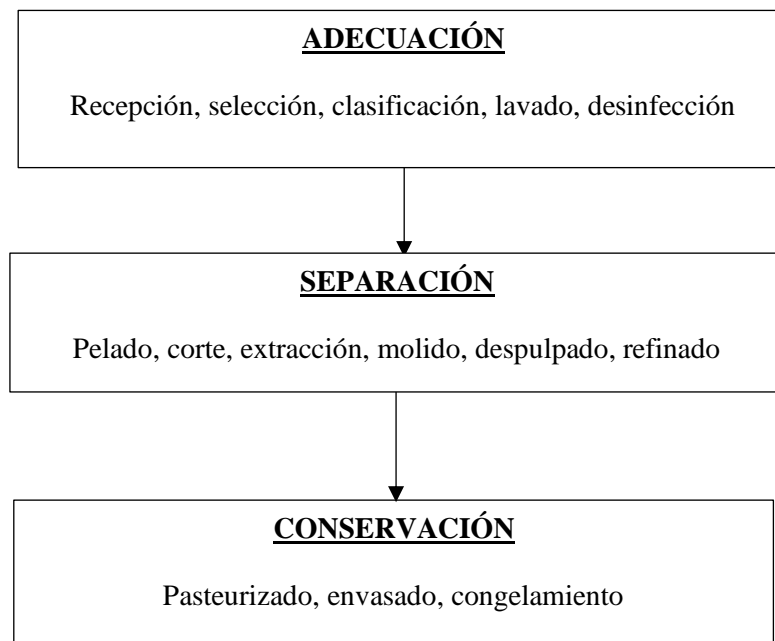 ADECUACIÓN
Recepción, selección, clasificación, lavado, desinfección
SEPARACIÓN
Pelado, corte, extracción, molido, despulpado, refinado
CONSERVACIÓN
Pasteurizado, envasado, congelamiento